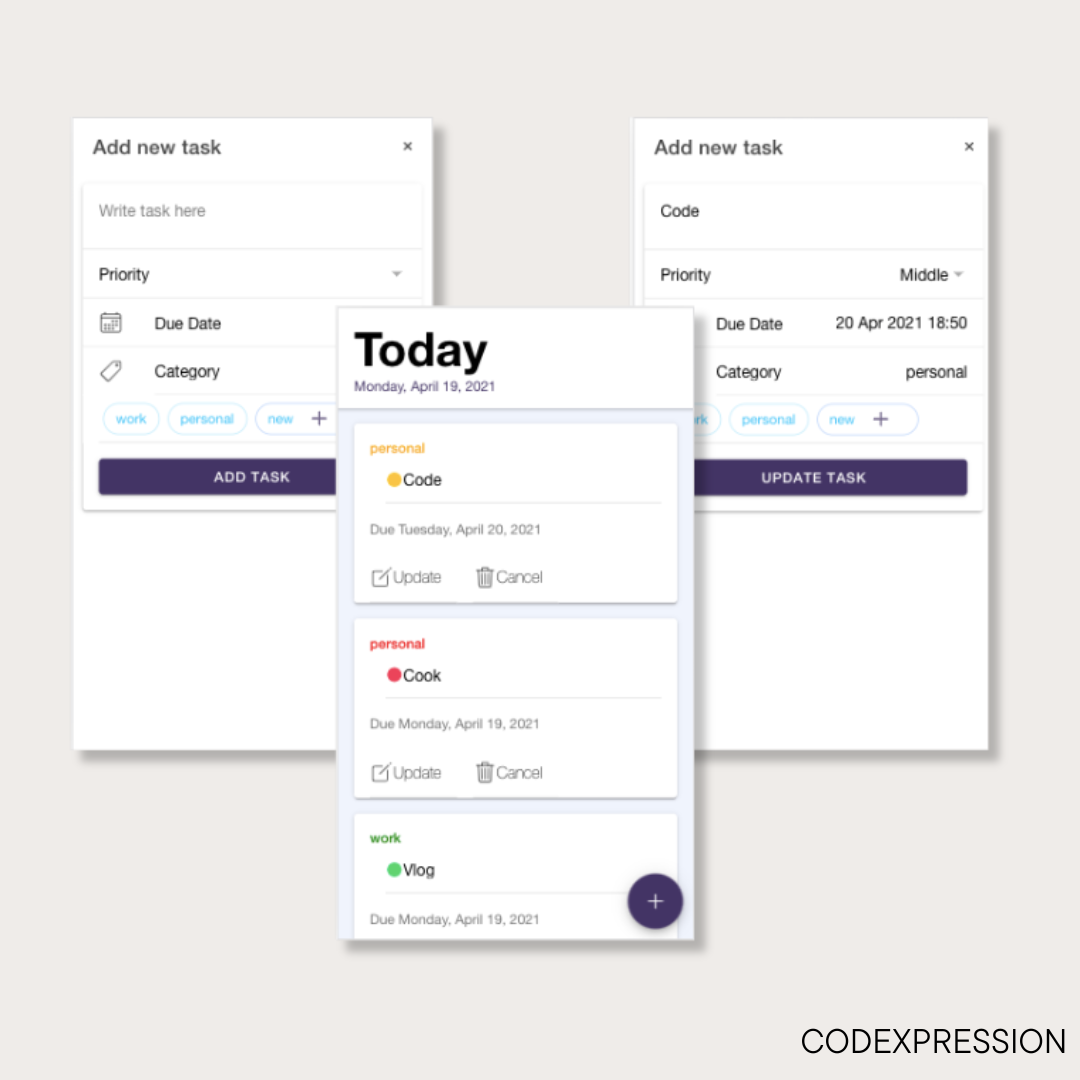 Add new task ×
Write task here
Priority
Due Date
Category
work personal new +
ADD TASK
Add new task ×
Code
Priority Middle
Due Date 20 Apr 2021 18:50
Category personal
rk personal new +
UPDATE TASK
Today
Monday, April 19, 2021
personal
Code
Due Tuesday, April 20, 2021
Update Cancel
personal
Cook
Due Monday, April 19, 2021
Update Cancel
work
Vlog
Due Monday, April 19, 2021
+
CODEXPRESSION